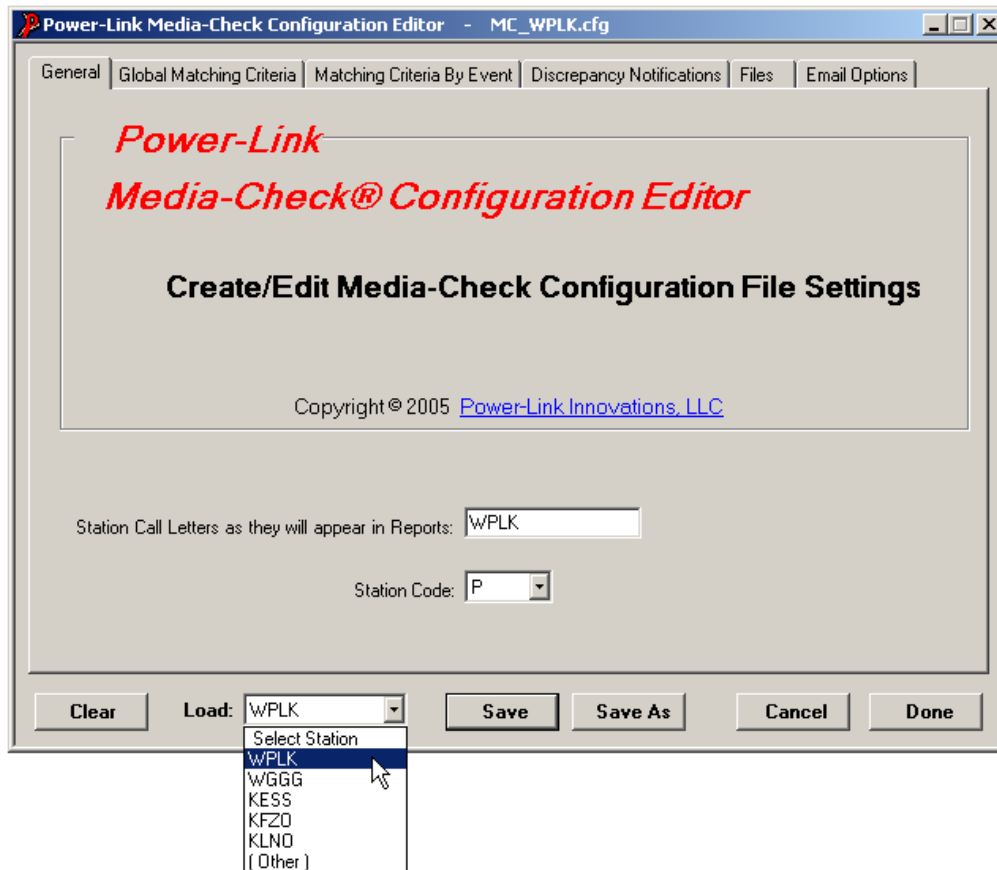 Power-Link Media-Check Configuration Editor - MC_WPLK.cfg
General Global Matching Criteria Matching Criteria By Event Discrepancy Notifications Files Email Options
Power-Link
Media-Check® Configuration Editor
Create/Edit Media-Check Configuration File Settings
Copyright © 2005 Power-Link Innovations, LLC
Station Call Letters as they will appear in Reports: WPLK
Station Code: P
Clear Load: WPLK Save Save As Cancel Done
Select Station
WPLK
WGGG
KESS
KFZO
KLNO
( Other )